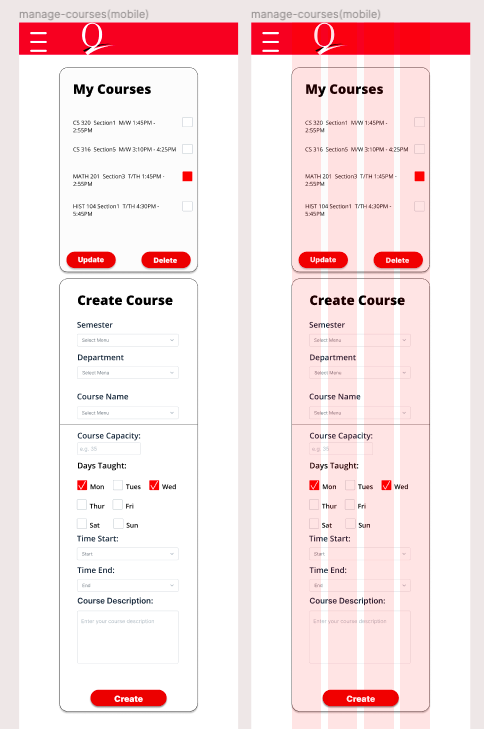 manage-courses(mobile)
Q
My Courses
CS 320 Section1 M/W 1:45PM -
2:55PM
CS 316 Section5 M/W 3:10PM - 4:25PM
MATH 201 Section3 T/TH 1:45PM -
2:55PM
HIST 104 Section1 T/TH 4:30PM -
5:45PM
Update
Delete
Create Course
Semester
Select Menu
Department
Select Menu
Course Name
Select Menu
Course Capacity:
e.g. 35
Days Taught:
Mon Tues Wed
Thur Fri
Sat Sun
Time Start:
Start
Time End:
End
Course Description:
Enter your course description
Create
manage-courses(mobile)
Q
My Courses
CS 320 Section1 M/W 1:45PM -
2:55PM
CS 316 Section5 M/W 3:10PM - 4:25PM
MATH 201 Section3 T/TH 1:45PM -
2:55PM
HIST 104 Section1 T/TH 4:30PM -
5:45PM
Update
Delete
Create Course
Semester
Select Menu
Department
Select Menu
Course Name
Select Menu
Course Capacity:
e.g. 35
Days Taught:
Mon Tues Wed
Thur Fri
Sat Sun
Time Start:
Start
Time End:
End
Course Description:
Enter your course description
Create